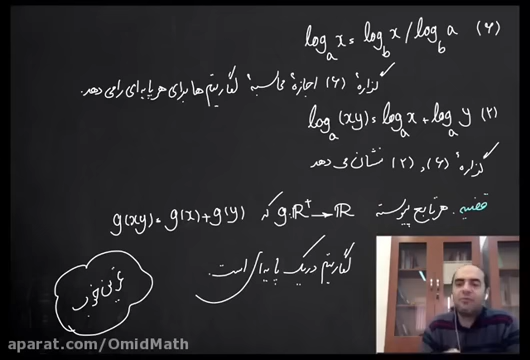 (۶) log_a x = log_b x / log_b a
گزاره (۶) اجازهٔ محاسبهٔ لگاریتم‌ها برای هر پایه‌ای را می دهد.
(۲) log_a (xy) = log_a x + log_a y
گزاره (۶) و (۲) نشان می دهد
قضیه. هر تابع پیوسته g: ℝ⁺ → ℝ که g(xy) = g(x) + g(y)
لگاریتم در یک پایه‌ای است.
aparat.com/OmidMath